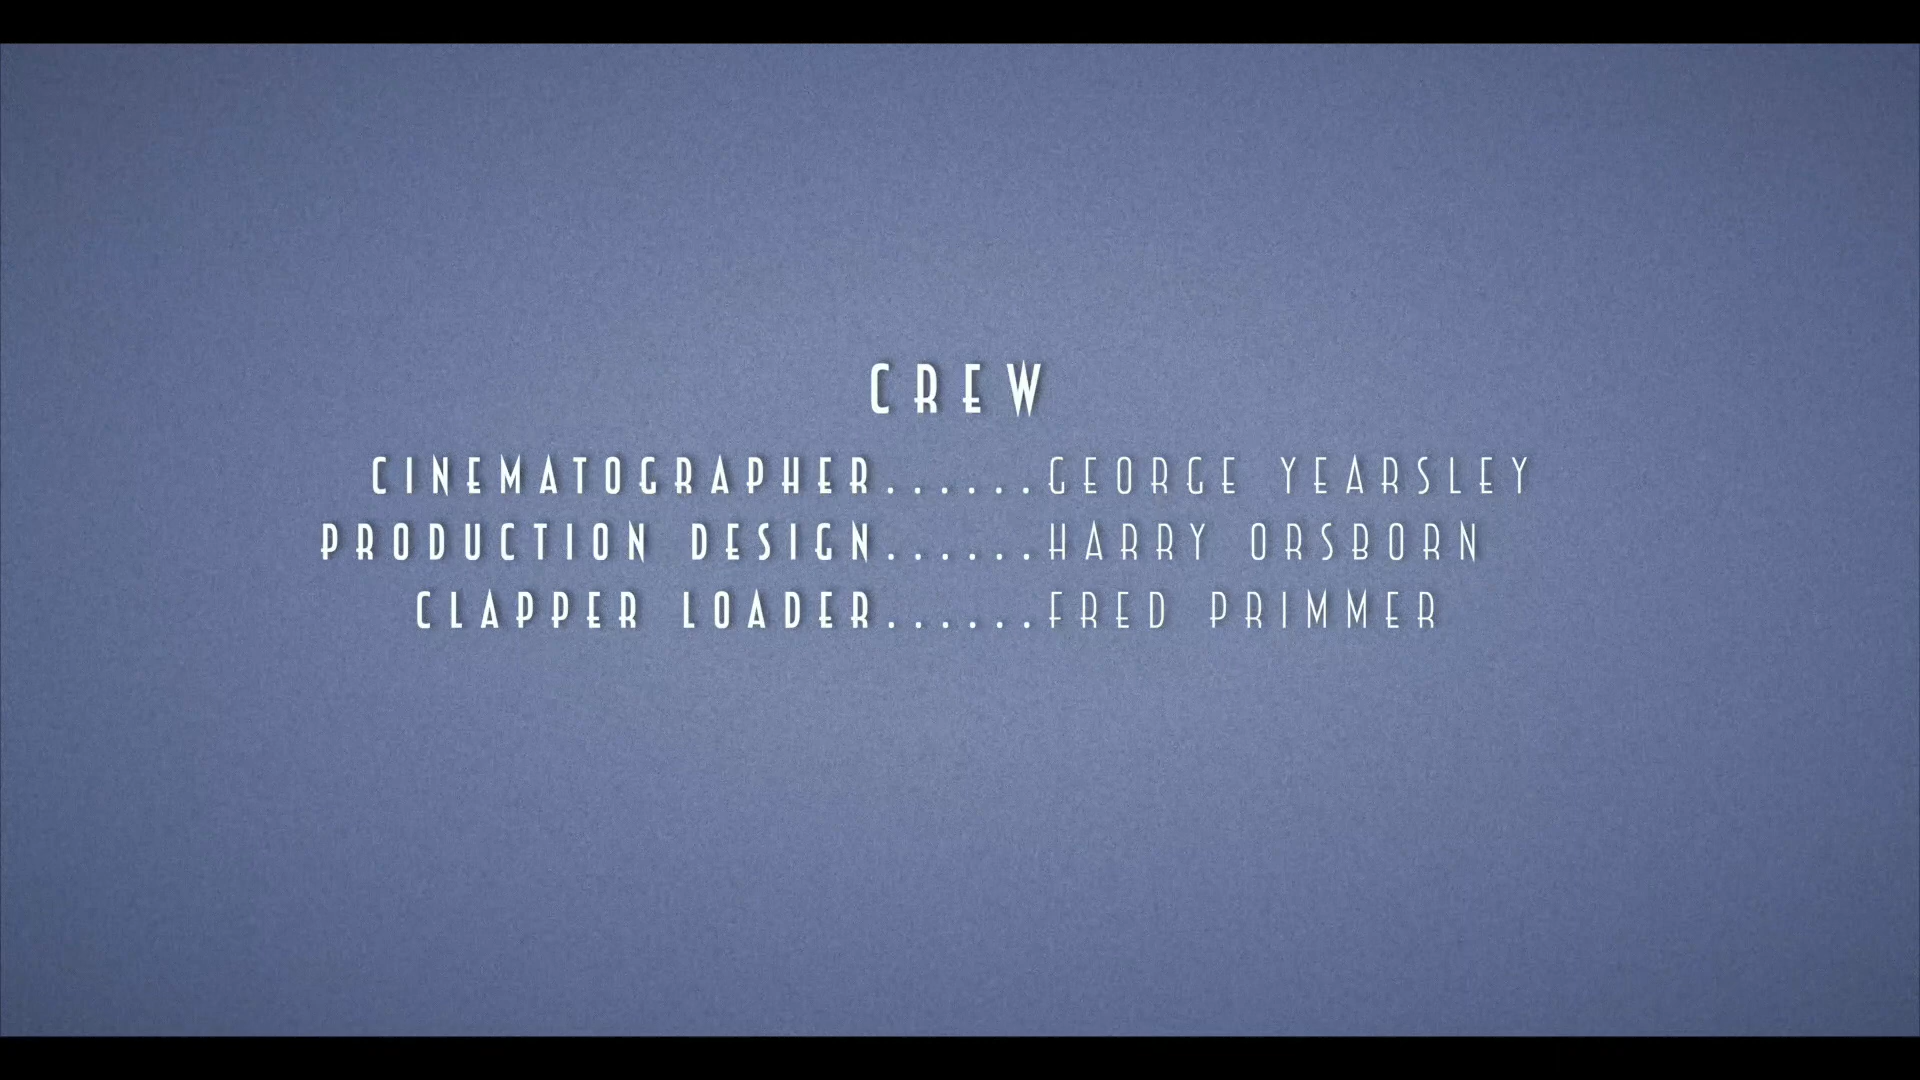 CREW
CINEMATOGRAPHER......GEORGE YEARSLEY
PRODUCTION DESIGN......HARRY ORSBORN
CLAPPER LOADER......FRED PRIMMER